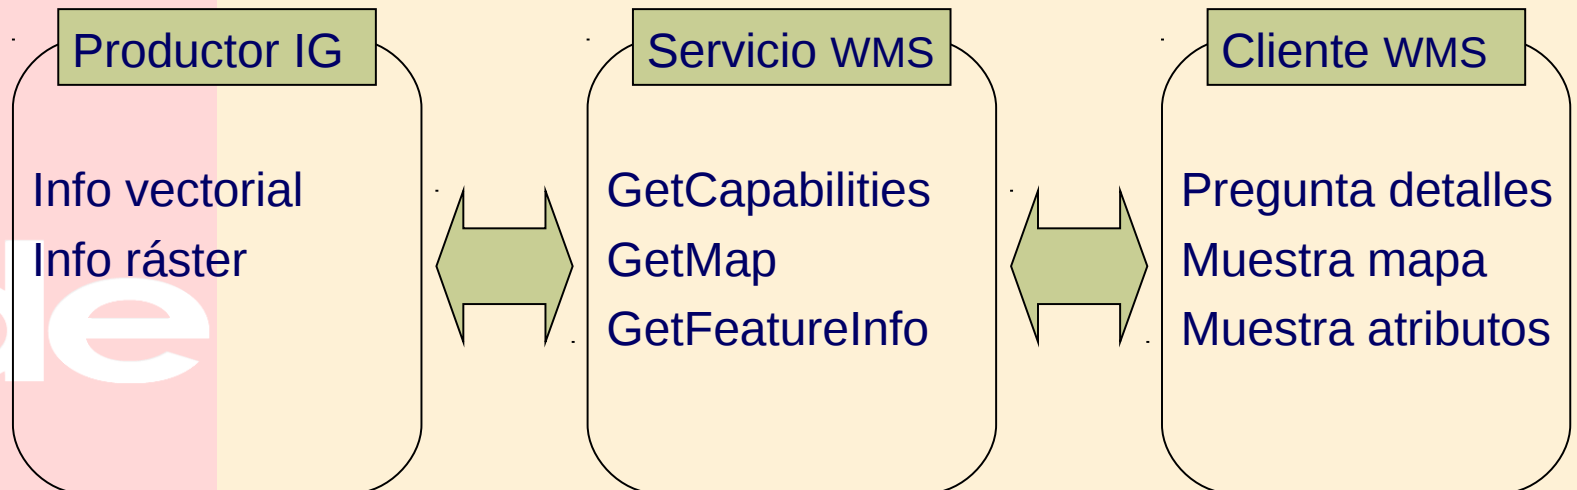 Productor IG
Info vectorial
Info ráster
Servicio WMS
GetCapabilities
GetMap
GetFeatureInfo
Cliente WMS
Pregunta detalles
Muestra mapa
Muestra atributos
de